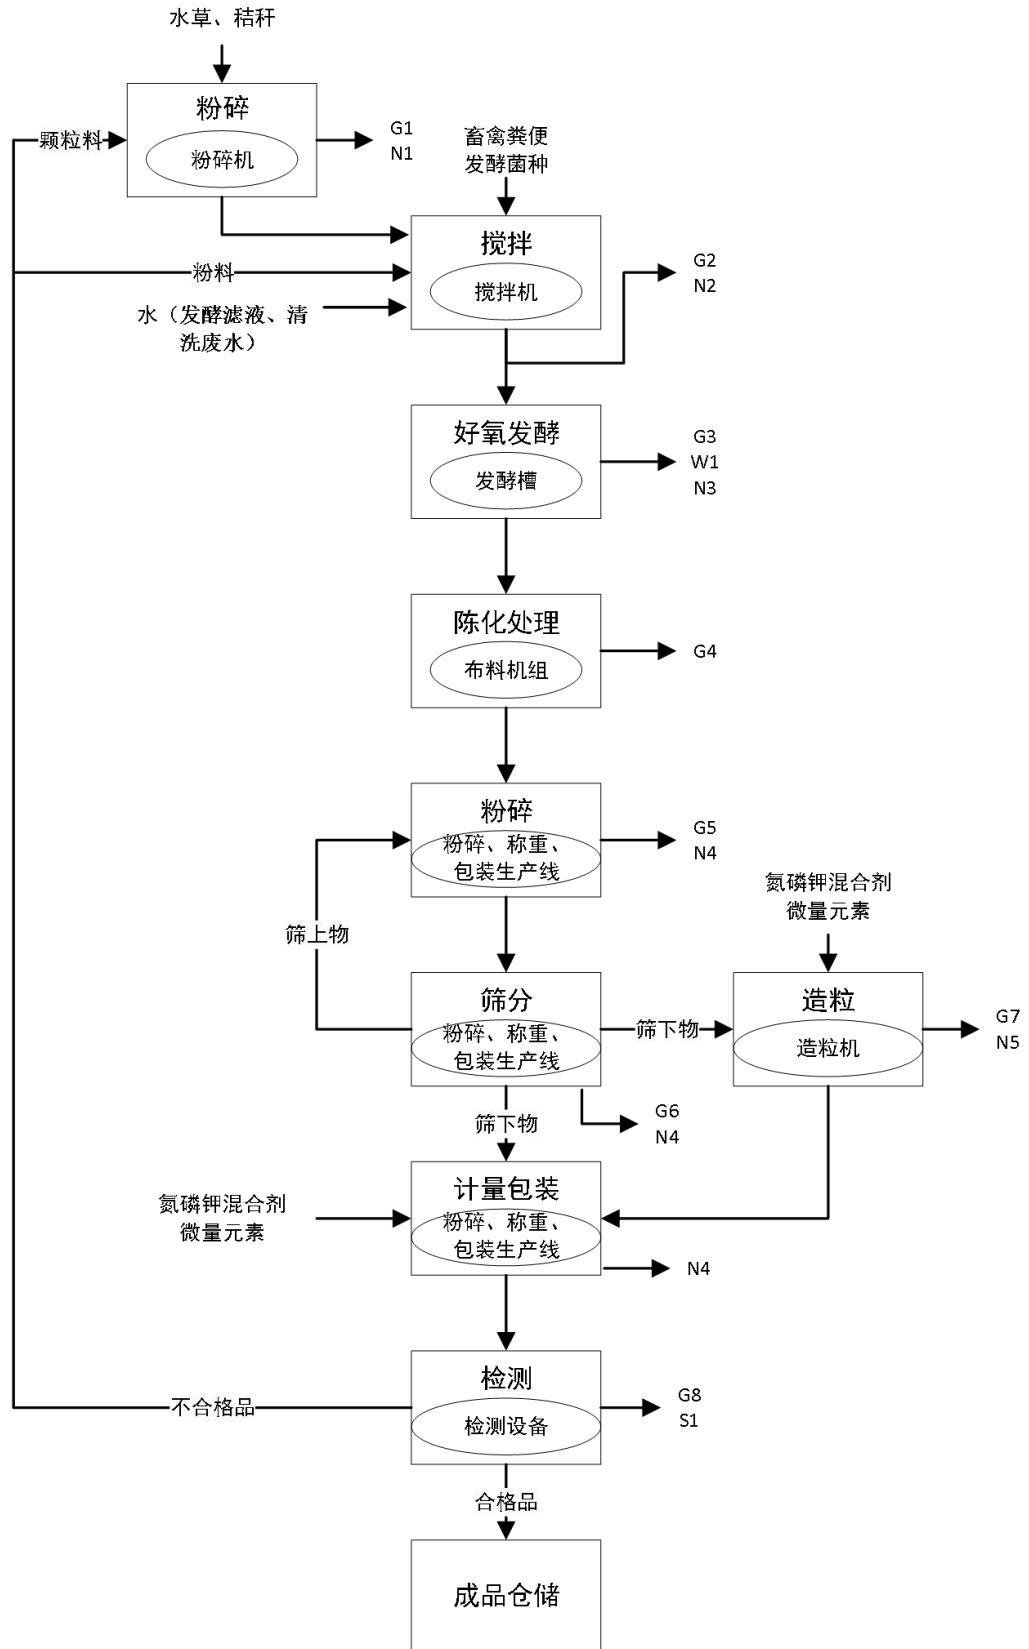 水草、秸秆
粉碎
粉碎机
颗粒料
G1
N1
畜禽粪便
发酵菌种
搅拌
搅拌机
粉料
水（发酵滤液、清
洗废水）
G2
N2
好氧发酵
发酵槽
G3
W1
N3
陈化处理
布料机组
G4
粉碎
粉碎、称重、
包装生产线
G5
N4
筛上物
氮磷钾混合剂
微量元素
筛分
粉碎、称重、
包装生产线
筛下物
造粒
造粒机
G7
N5
筛下物
G6
N4
计量包装
粉碎、称重、
包装生产线
氮磷钾混合剂
微量元素
N4
检测
检测设备
不合格品
G8
S1
合格品
成品仓储